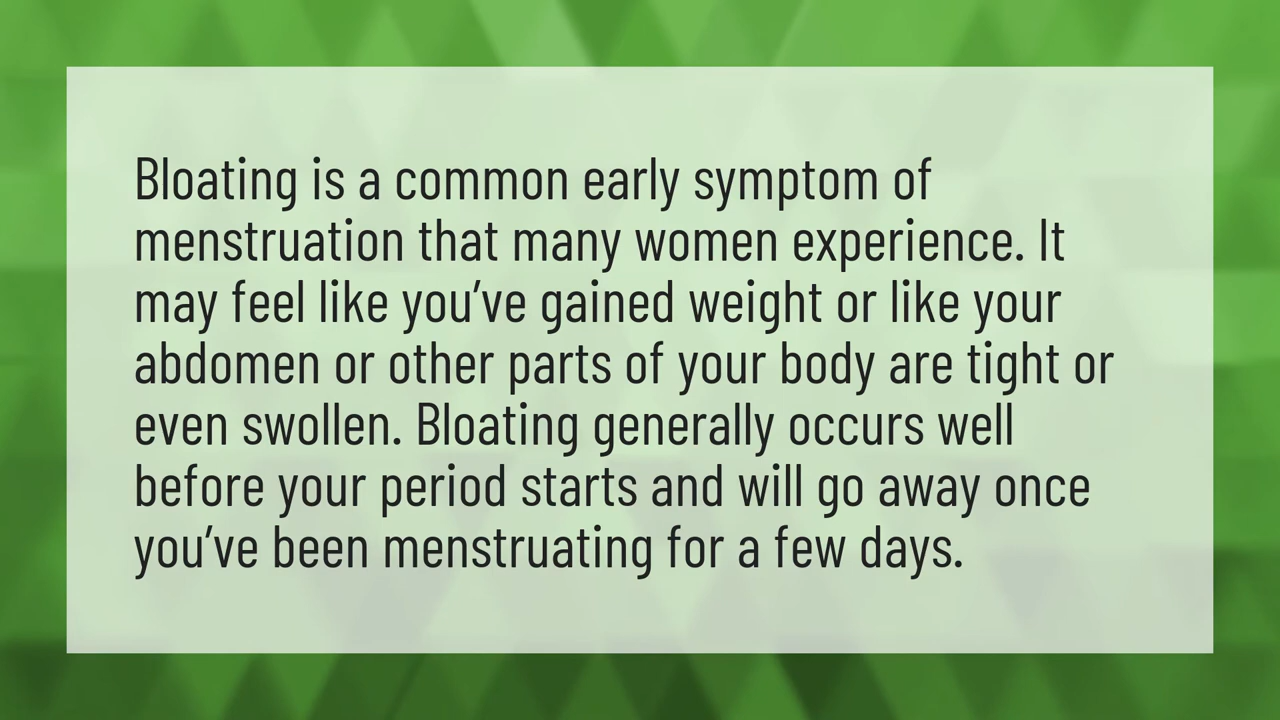 Bloating is a common early symptom of
menstruation that many women experience. It
may feel like you’ve gained weight or like your
abdomen or other parts of your body are tight or
even swollen. Bloating generally occurs well
before your period starts and will go away once
you’ve been menstruating for a few days.